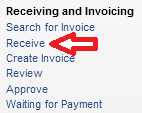 Receiving and Invoicing
Search for Invoice
Receive
Create Invoice
Review
Approve
Waiting for Payment